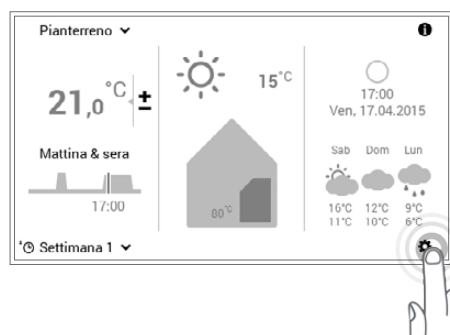 Pianterreno
21,0 °C ±
Mattina & sera
17:00
Settimana 1
15°C
80°C
17:00
Ven, 17.04.2015
Sab Dom Lun
16°C 12°C 9°C
11°C 10°C 6°C